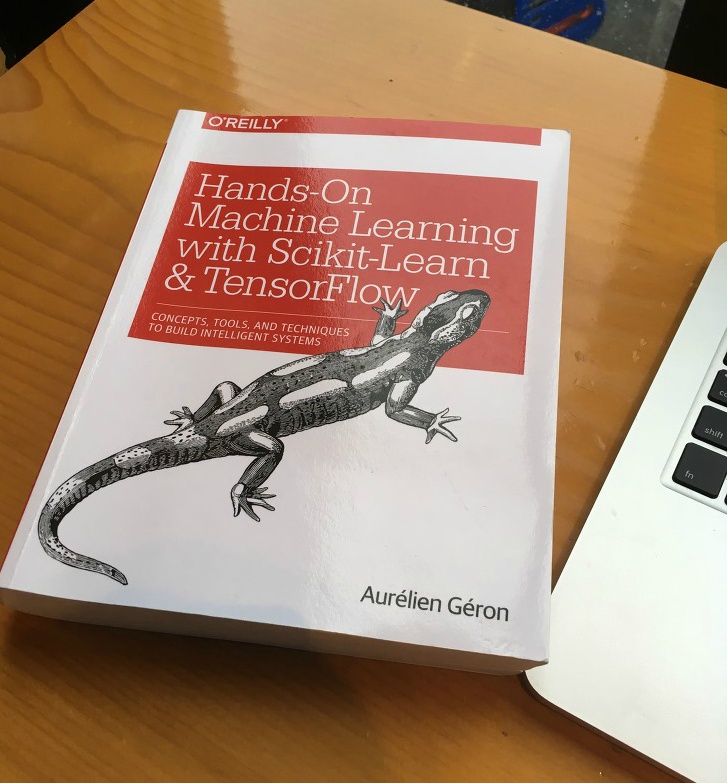 O'REILLY®
Hands-On
Machine Learning
with Scikit-Learn
& TensorFlow
CONCEPTS, TOOLS, AND TECHNIQUES
TO BUILD INTELLIGENT SYSTEMS
Aurélien Géron
shift
fn